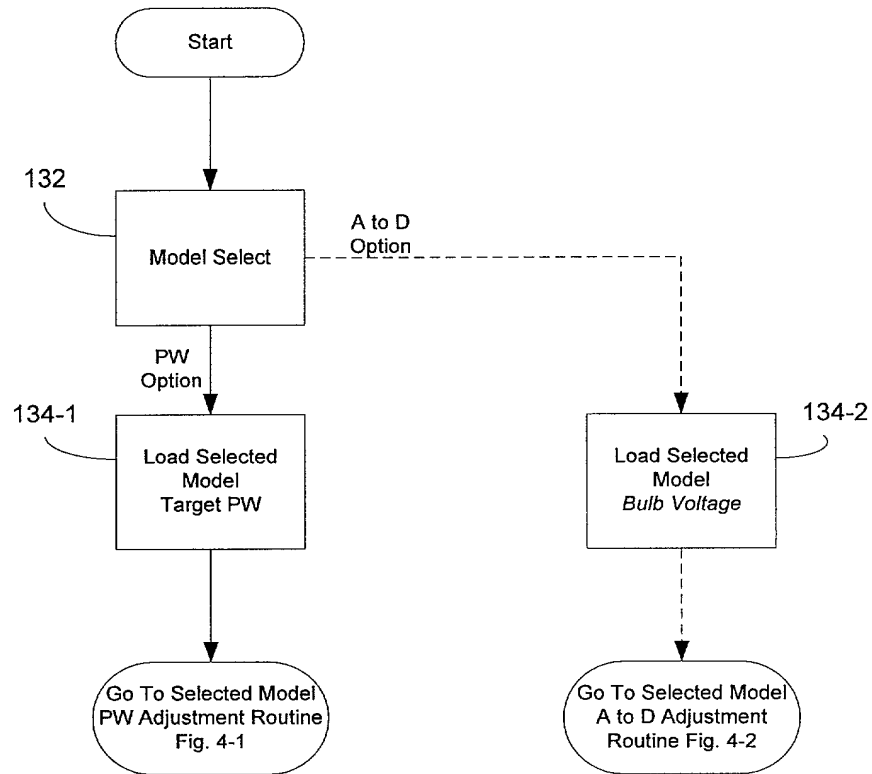 Start
132
Model Select
A to D
Option
PW
Option
134-1
Load Selected
Model
Target PW
134-2
Load Selected
Model
Bulb Voltage
Go To Selected Model
PW Adjustment Routine
Fig. 4-1
Go To Selected Model
A to D Adjustment
Routine Fig. 4-2